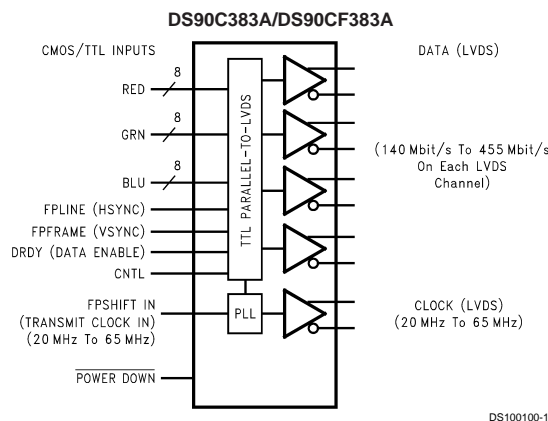 DS90C383A/DS90CF383A
CMOS/TTL INPUTS
DATA (LVDS)
RED
8
GRN
8
BLU
8
FPLINE (HSYNC)
FPFRAME (VSYNC)
DRDY (DATA ENABLE)
CNTL
TTL PARALLEL-TO-LVDS
(140 Mbit/s To 455 Mbit/s
On Each LVDS
Channel)
FPSHIFT IN
(TRANSMIT CLOCK IN)
(20 MHz To 65 MHz)
PLL
CLOCK (LVDS)
(20 MHz To 65 MHz)
POWER DOWN
DS100100-1